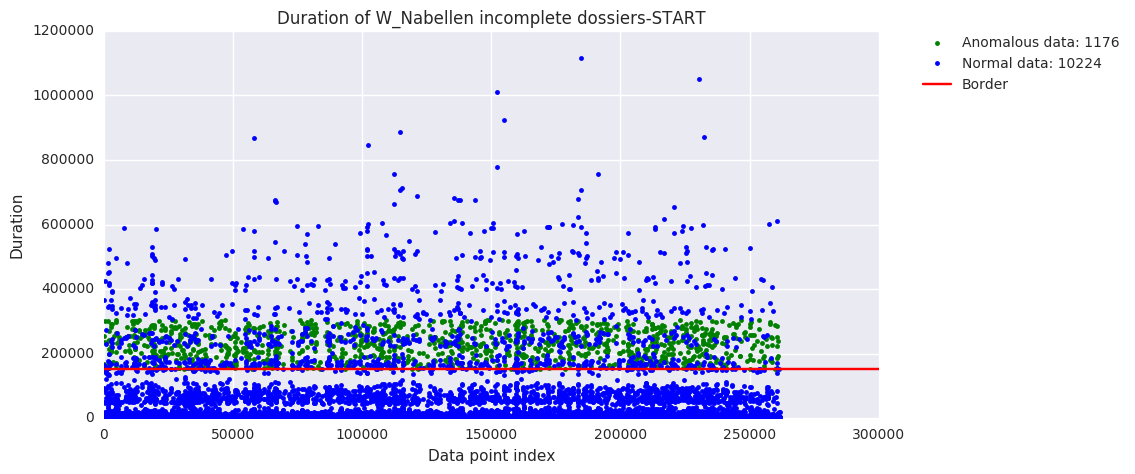 Duration of W_Nabellen incomplete dossiers-START
1200000
1000000
800000
600000
400000
200000
0
Duration
0 50000 100000 150000 200000 250000 300000
Data point index
Anomalous data: 1176
Normal data: 10224
Border